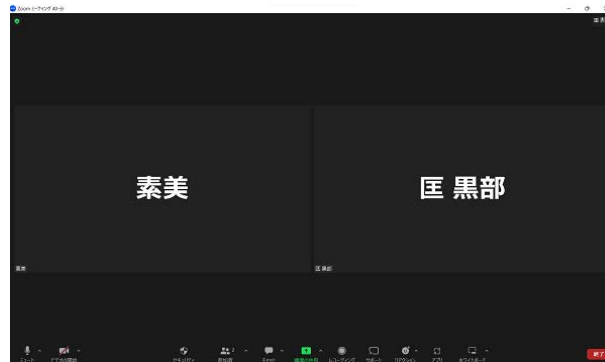 Zoom ミーティング 40-分
素美
匡 黒部
素美
匡 黒部
ミュート
ビデオの開始
セキュリティ
参加者
2
チャット
画面の共有
レコーディング
リアクション
アプリ
ホワイトボード
終了